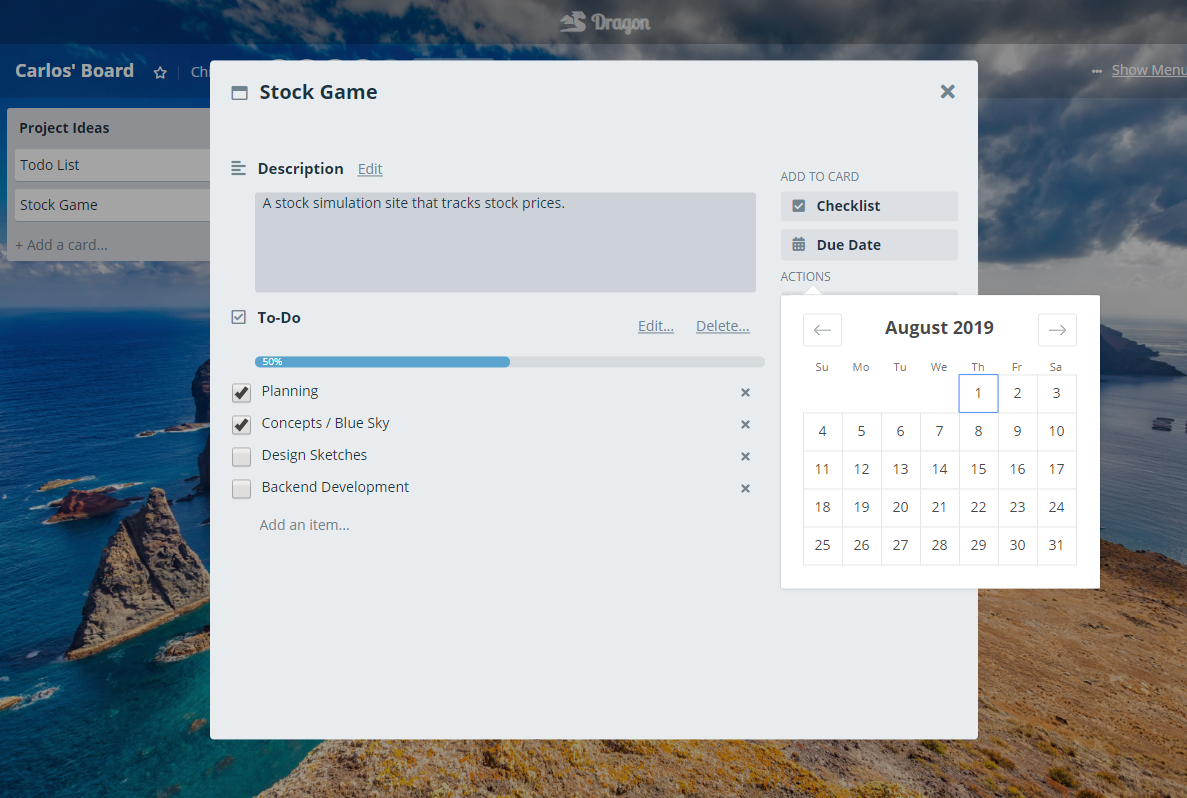 Dragon
Carlos' Board
Show Menu
Project Ideas
Todo List
Stock Game
+ Add a card...
Stock Game
Description Edit
A stock simulation site that tracks stock prices.
To-Do Edit... Delete...
50%
Planning
Concepts / Blue Sky
Design Sketches
Backend Development
Add an item...
ADD TO CARD
Checklist
Due Date
ACTIONS
August 2019
Su Mo Tu We Th Fr Sa
1 2 3
4 5 6 7 8 9 10
11 12 13 14 15 16 17
18 19 20 21 22 23 24
25 26 27 28 29 30 31